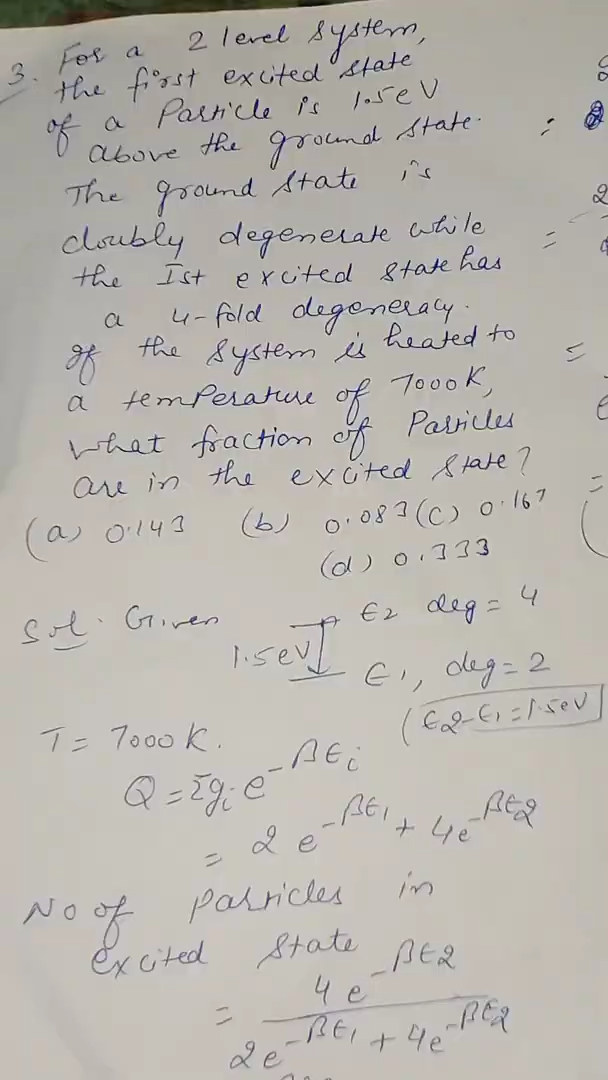 3. For a 2 level system,
the first excited state
of a Particle is 1.5eV
above the ground state.
The ground state is
doubly degenerate while
the Ist excited state has
a 4-fold degeneracy.
If the system is heated to
a temperature of 7000K,
what fraction of Particles
are in the excited state?
(a) 0.143 (b) 0.083 (c) 0.167
(d) 0.333
Sol. Given
ϵ2 deg = 4
1.5eV
ϵ1, deg = 2
(ϵ2-ϵ1 = 1.5eV
T = 7000K.
Q = Σgi e^-βϵi
= 2 e^-βϵ1 + 4e^-βϵ2
No of particles in
excited state
= 4 e^-βϵ2 / 2e^-βϵ1 + 4e^-βϵ2